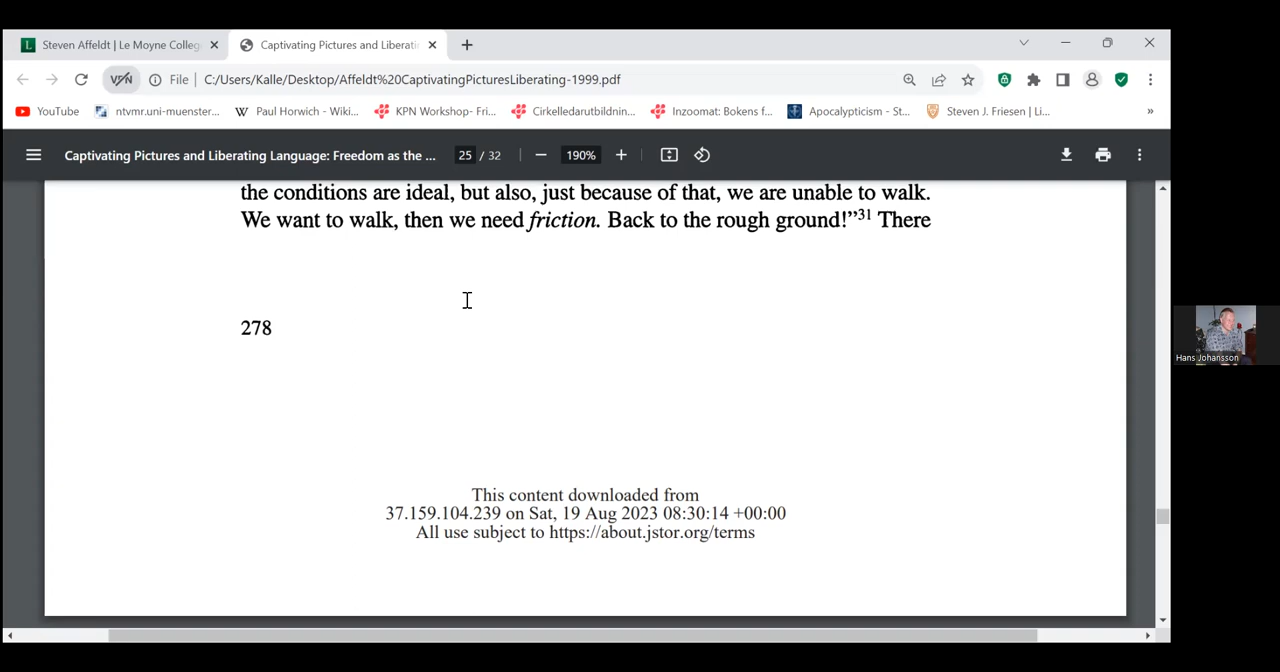 Steven Affeldt | Le Moyne Colleg
Captivating Pictures and Liberati
VPN
File
C:/Users/Kalle/Desktop/Affeldt%20CaptivatingPicturesLiberating-1999.pdf
YouTube
ntvmr.uni-muenster...
Paul Horwich - Wiki...
KPN Workshop- Fri...
Cirkelledarutbildnin...
Inzoomat: Bokens f...
Apocalypticism - St...
Steven J. Friesen | Li...
»
Captivating Pictures and Liberating Language: Freedom as the ...
25 / 32
190%
the conditions are ideal, but also, just because of that, we are unable to walk.
We want to walk, then we need friction. Back to the rough ground!”31 There
278
Hans Johansson
This content downloaded from
37.159.104.239 on Sat, 19 Aug 2023 08:30:14 +00:00
All use subject to https://about.jstor.org/terms